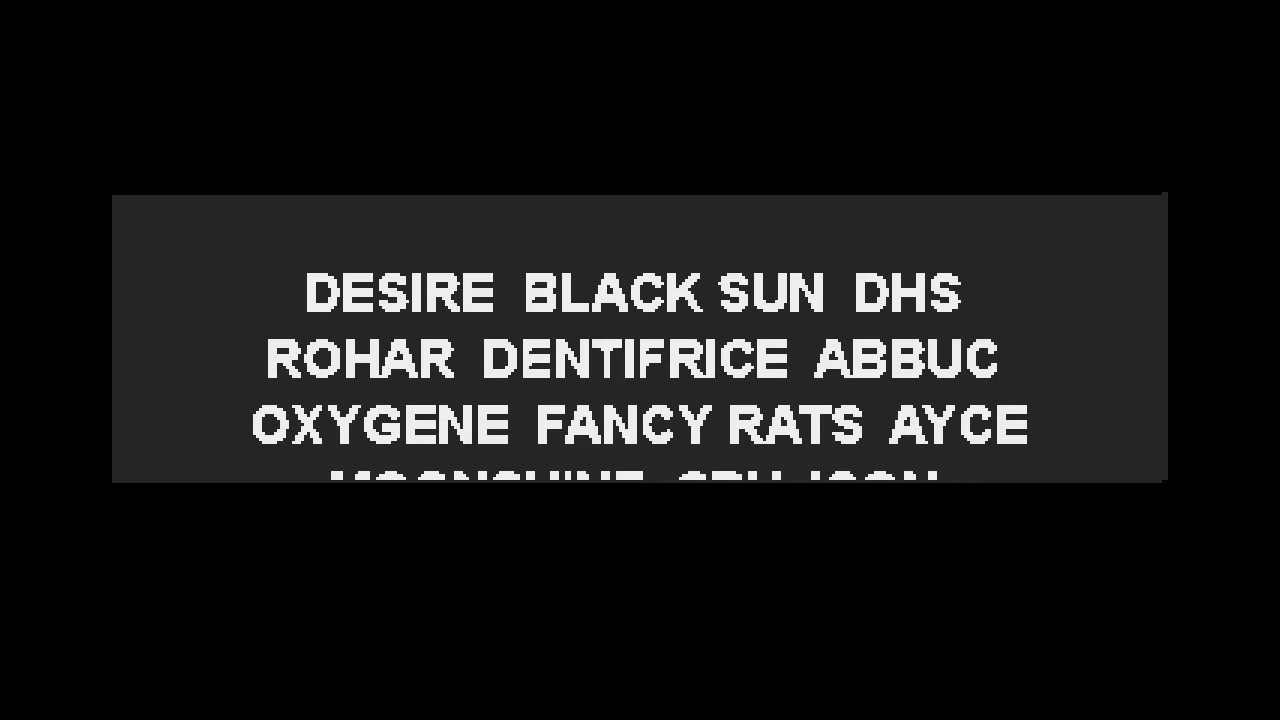 DESIRE  BLACK SUN  DHS
ROHAR  DENTIFRICE  ABBUC
OXYGENE  FANCY RATS  AYCE